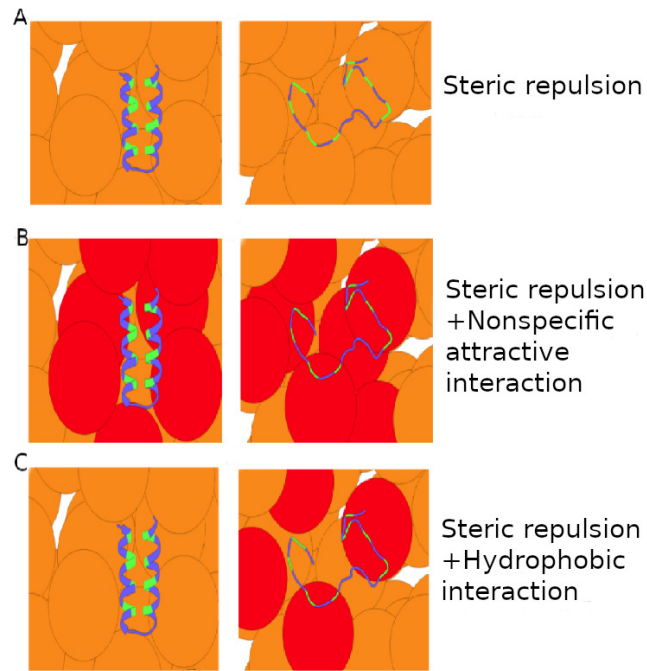 A
Steric repulsion
B
Steric repulsion
+Nonspecific
attractive
interaction
C
Steric repulsion
+Hydrophobic
interaction